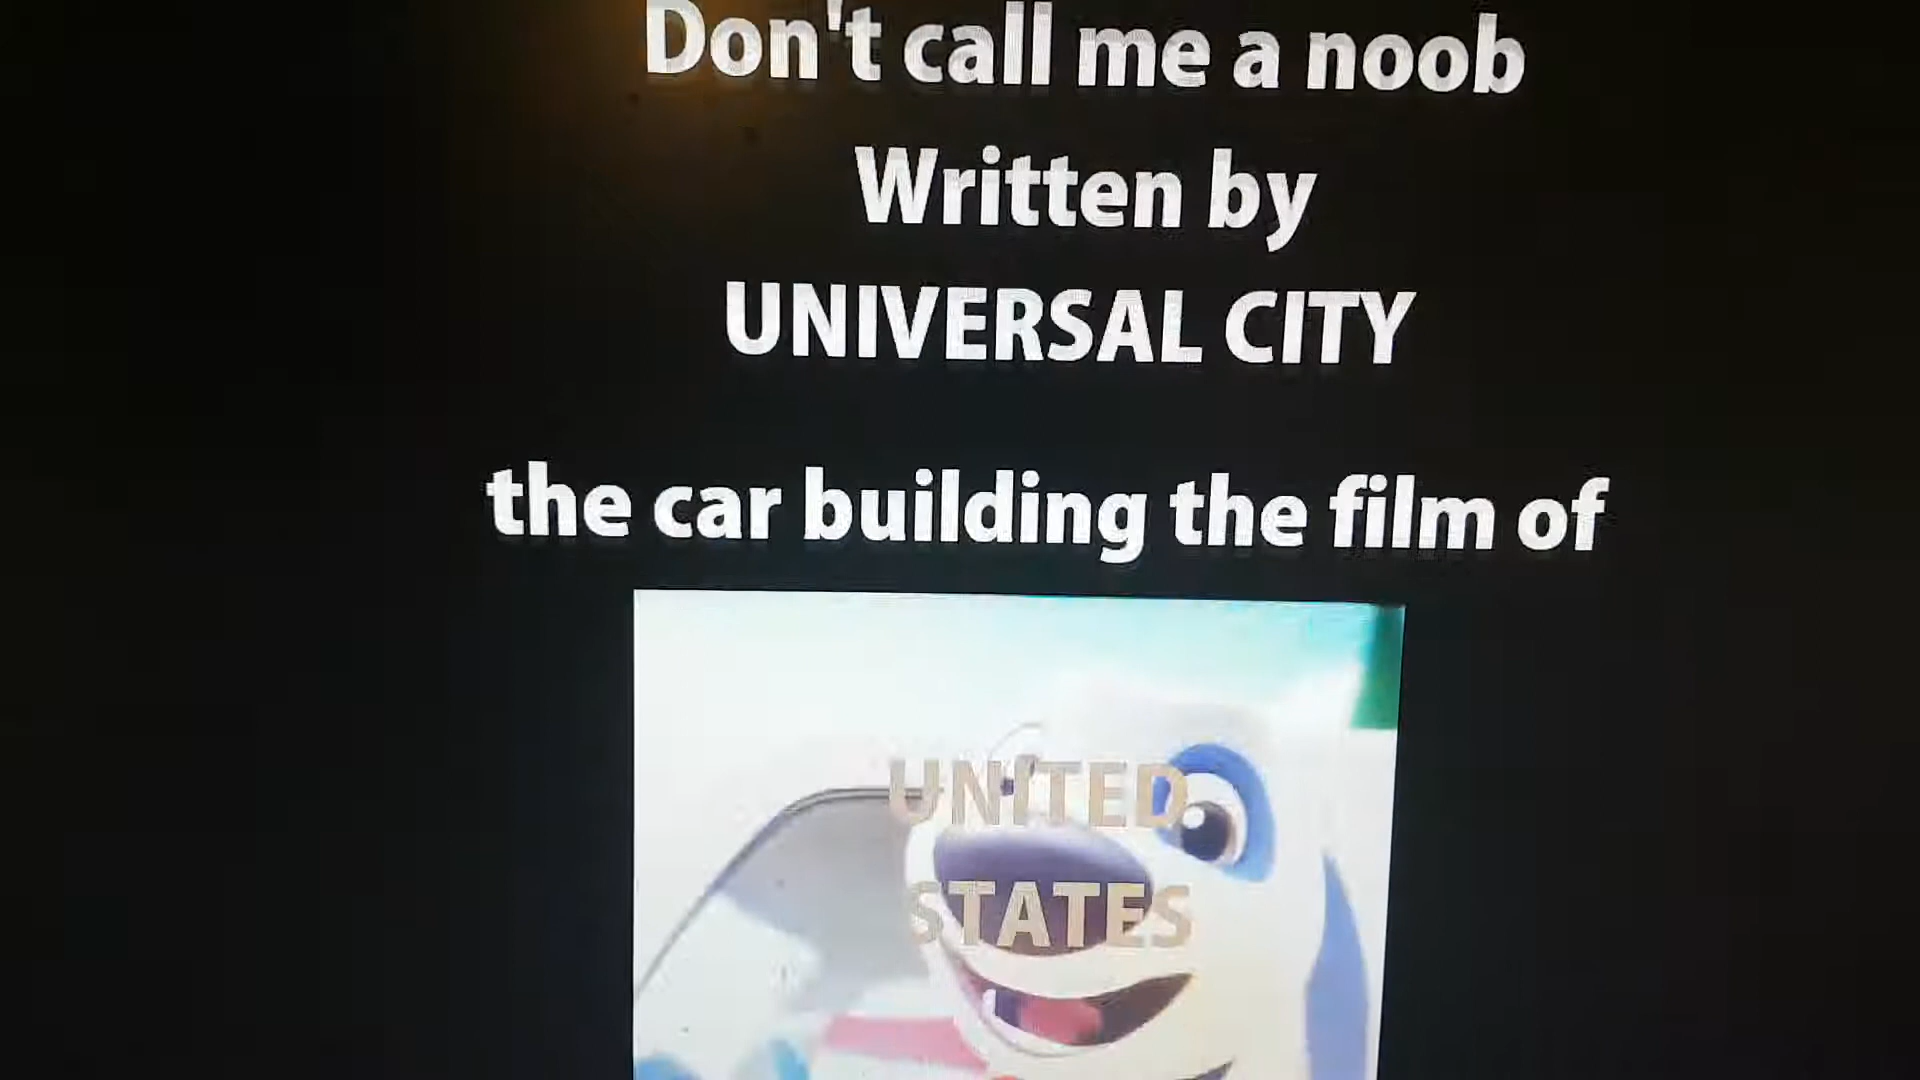 Don't call me a noob
Written by
UNIVERSAL CITY
the car building the film of
UNITED
STATES